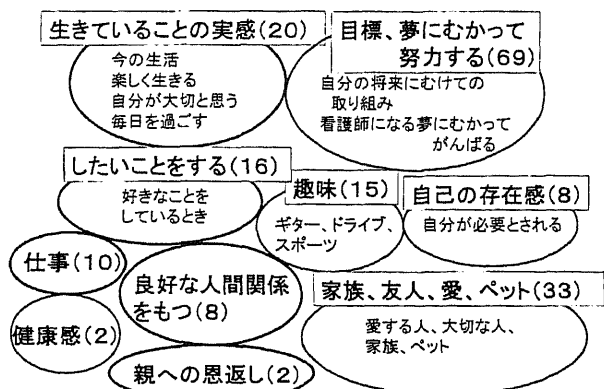 生きていることの実感(20)
今の生活
楽しく生きる
自分が大切と思う
毎日を過ごす
目標、夢にむかって
努力する(69)
自分の将来にむけての
取り組み
看護師になる夢にむかって
がんばる
したいことをする(16)
好きなことを
しているとき
趣味(15)
ギター、ドライブ、
スポーツ
自己の存在感(8)
自分が必要とされる
仕事(10)
良好な人間関係
をもつ(8)
家族、友人、愛、ペット(33)
愛する人、大切な人、
家族、ペット
健康感(2)
親への恩返し(2)